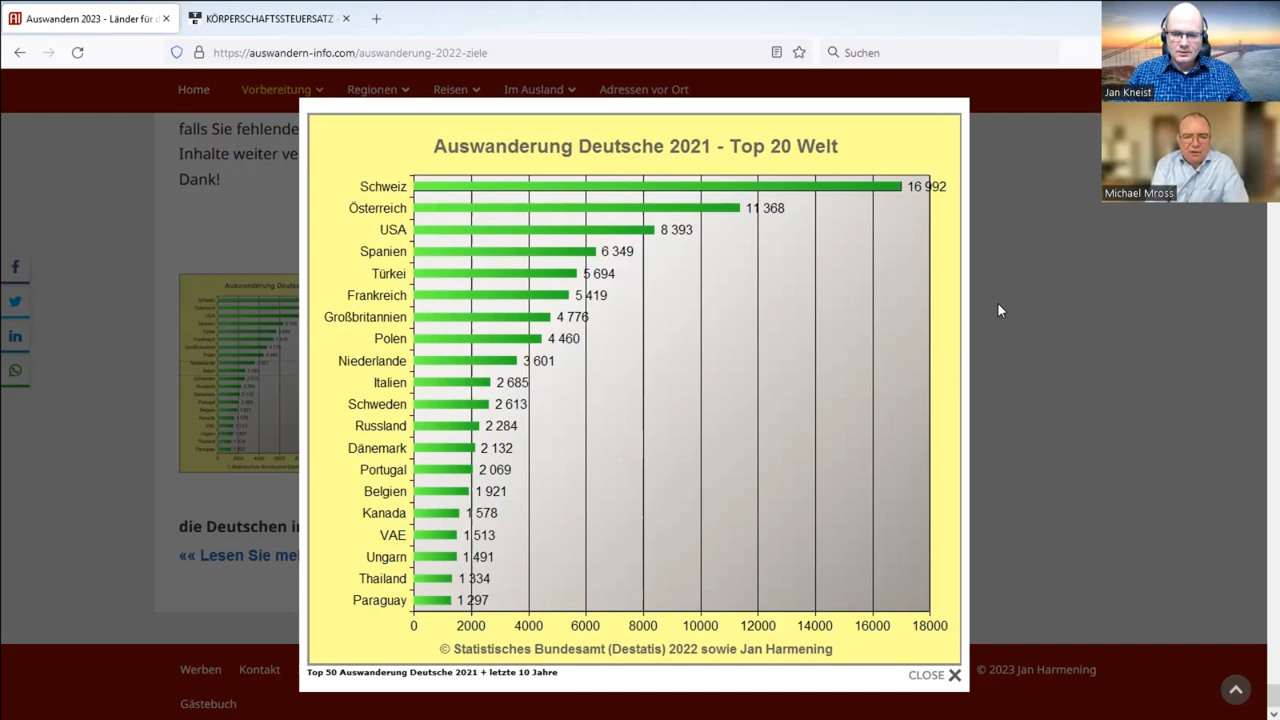 Auswandern 2023 - Länder für d
KÖRPERSCHAFTSSTEUERSATZ -
https://auswandern-info.com/auswanderung-2022-ziele
Suchen
Jan Kneist
Michael Mross
Home
Vorbereitung
Regionen
Reisen
Im Ausland
Adressen vor Ort
falls Sie fehlende
Inhalte weiter ve
Dank!
Auswanderung Deutsche 2021 - Top 20 Welt
Schweiz 16 992
Österreich 11 368
USA 8 393
Spanien 6 349
Türkei 5 694
Frankreich 5 419
Großbritannien 4 776
Polen 4 460
Niederlande 3 601
Italien 2 685
Schweden 2 613
Russland 2 284
Dänemark 2 132
Portugal 2 069
Belgien 1 921
Kanada 1 578
VAE 1 513
Ungarn 1 491
Thailand 1 334
Paraguay 1 297
0 2000 4000 6000 8000 10000 12000 14000 16000 18000
© Statistisches Bundesamt (Destatis) 2022 sowie Jan Harmening
Top 50 Auswanderung Deutsche 2021 + letzte 10 Jahre
CLOSE
die Deutschen i
«« Lesen Sie me
Werben
Kontakt
© 2023 Jan Harmening
Gästebuch